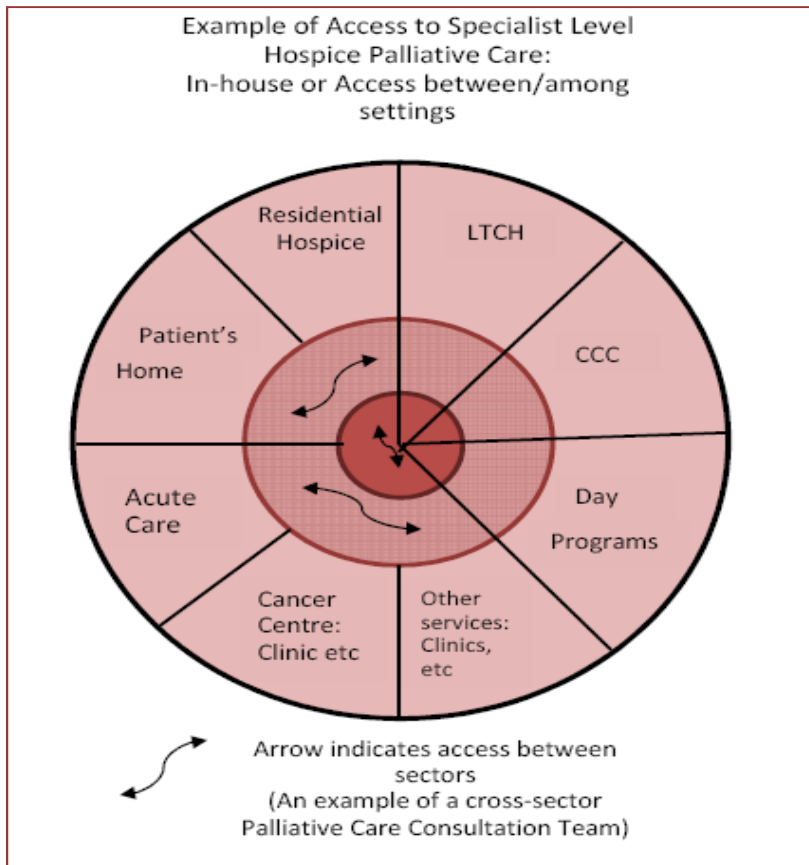 Example of Access to Specialist Level
Hospice Palliative Care:
In-house or Access between/among
settings
Residential
Hospice
LTCH
Patient's
Home
CCC
Acute
Care
Day
Programs
Cancer
Centre:
Clinic etc
Other
services:
Clinics,
etc
Arrow indicates access between
sectors
(An example of a cross-sector
Palliative Care Consultation Team)